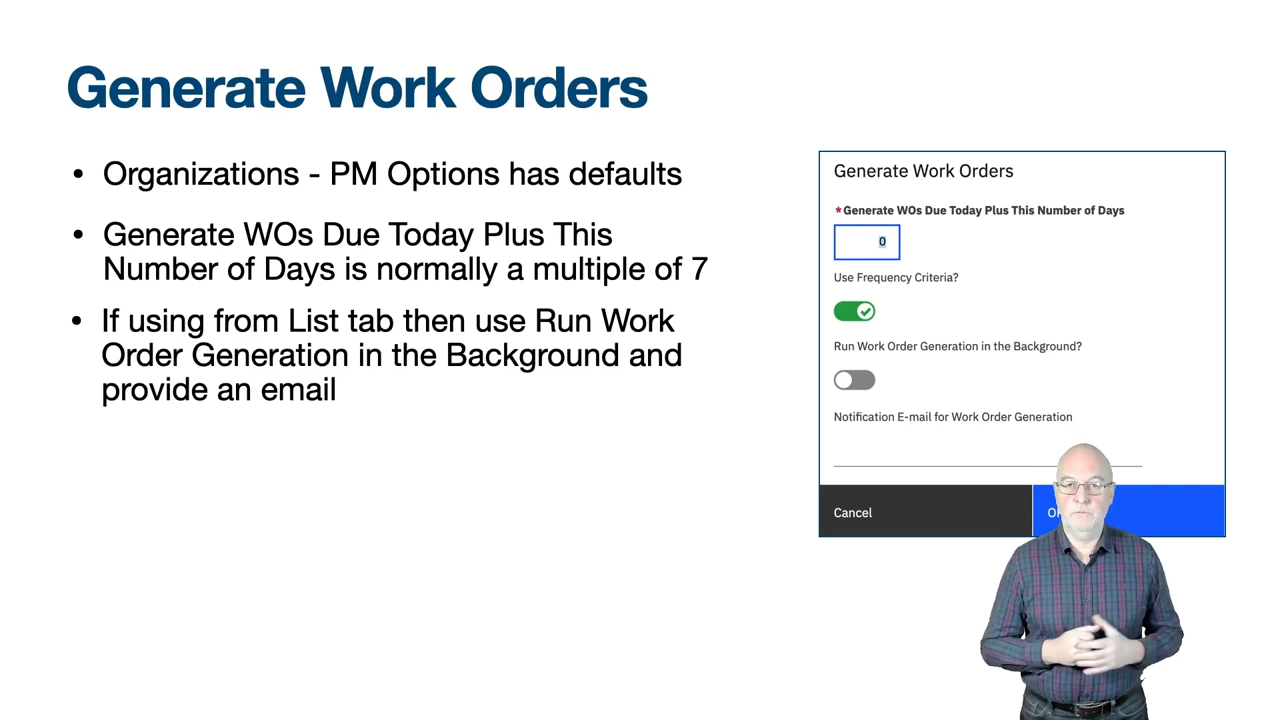 Generate Work Orders
• Organizations - PM Options has defaults
• Generate WOs Due Today Plus This
Number of Days is normally a multiple of 7
• If using from List tab then use Run Work
Order Generation in the Background and
provide an email
Generate Work Orders
*Generate WOs Due Today Plus This Number of Days
0
Use Frequency Criteria?
Run Work Order Generation in the Background?
Notification E-mail for Work Order Generation
Cancel